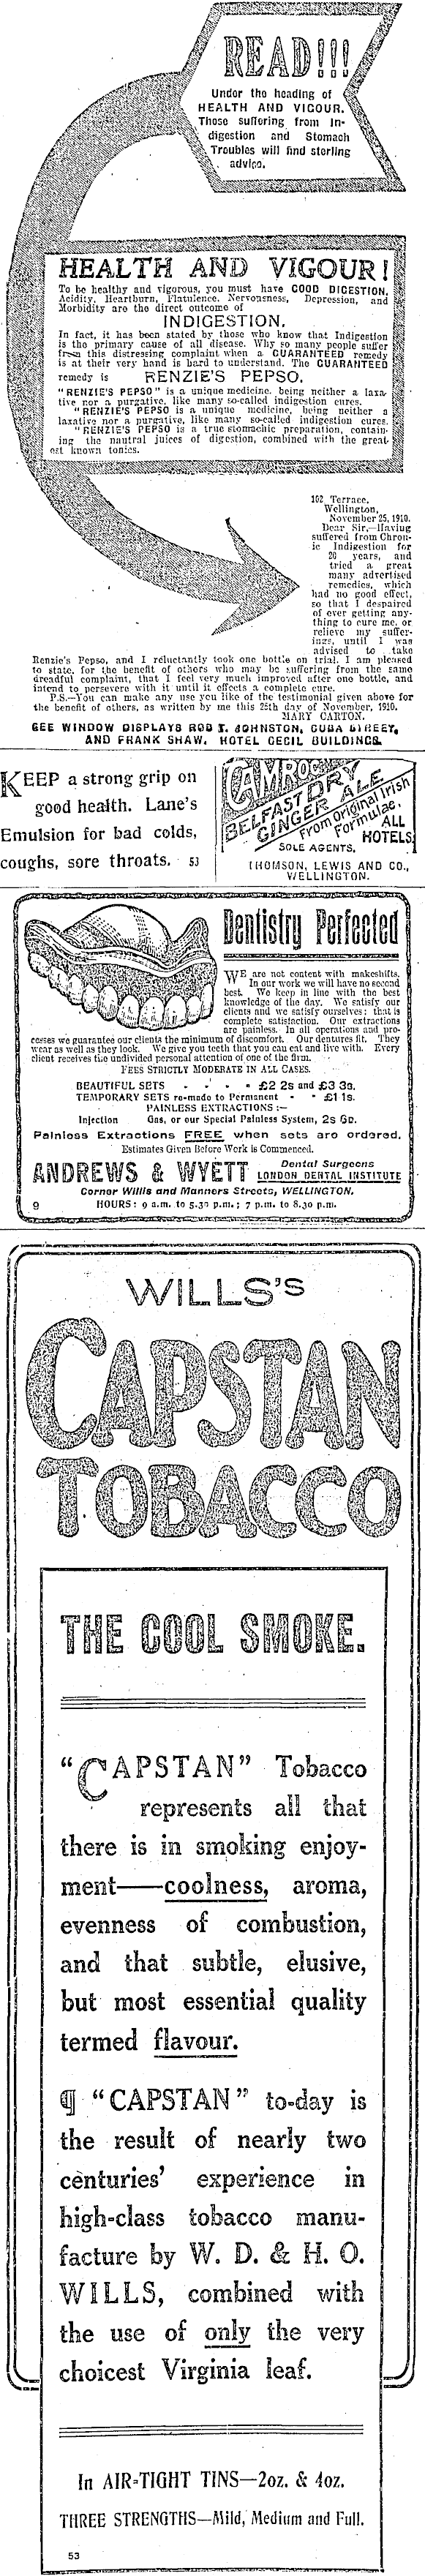 READ!!!
Under the heading of
HEALTH AND VIGOUR.
Those suffering from In-
digestion and Stomach
Troubles will find sterling
advice.
HEALTH AND VIGOUR!
To be healthy and vigorous, you must have GOOD DIGESTION.
Acidity, Heartburn, Flatulence, Nervousness, Depression, and
Morbidity are the direct outcome of
INDIGESTION.
In fact, it has been stated by those who know that Indigestion
is the primary cause of all disease. Why so many people suffer
from this distressing complaint when a GUARANTEED remedy
is at their very hand is hard to understand. The GUARANTEED
remedy is RENZIE'S PEPSO.
"RENZIE'S PEPSO" is a unique medicine, being neither a laxa-
tive nor a purgative, like many so-called indigestion cures.
"RENZIE'S PEPSO is a unique medicine, being neither a
laxative nor a purgative, like many so-called indigestion cures.
"RENZIE'S PEPSO is a true stomachic preparation, contain-
ing the nautral juices of digestion, combined with the great-
est known tonics.
102 Terrace,
Wellington,
November 25, 1910.
Dear Sir,—Having
suffered from Chron-
ic Indigestion for
20 years, and
tried a great
many advertised
remedies, which
had no good effect,
so that I despaired
of ever getting any-
thing to cure me, or
relieve my suffer-
ings, until I was
advised to take
Renzie's Pepso, and I reluctantly took one bottle on trial. I am pleased
to state, for the benefit of others who may be suffering from the same
dreadful complaint, that I feel very much improved after one bottle, and
intend to persevere with it until it effects a complete cure.
P.S.—You can make any use you like of the testimonial given above for
the benefit of others, as written by me this 25th day of November, 1910.
MARY CARTON.
SEE WINDOW DISPLAYS ROB T. JOHNSTON, CUBA STREET,
AND FRANK SHAW, HOTEL CECIL BUILDINGS.
KEEP a strong grip on
good health. Lane's
Emulsion for bad colds,
coughs, sore throats. 53
CAMROC
BELFAST DRY
GINGER ALE
From Original Irish
Formulae,
ALL
HOTELS
SOLE AGENTS,
THOMSON, LEWIS AND CO.,
WELLINGTON.
Dentistry Perfected
WE are not content with makeshifts.
In our work we will have no second
best. We keep in line with the best
knowledge of the day. We satisfy our
clients and we satisfy ourselves: that is
complete satisfaction. Our extractions
are painless. In all operations and pro-
cesses we guarantee our clients the minimum of discomfort. Our dentures fit. They
wear as well as they look. We give you teeth that you can eat and live with. Every
client receives the undivided personal attention of one of the firm.
FEES STRICTLY MODERATE IN ALL CASES.
BEAUTIFUL SETS - - - - £2 2s and £3 3s.
TEMPORARY SETS re-made to Permanent - - £1 1s.
PAINLESS EXTRACTIONS :—
Injection Gas, or our Special Painless System, 2s 6D.
Painless Extractions FREE when sets are ordered.
Estimates Given Before Work is Commenced.
ANDREWS & WYETT Dental Surgeons
LONDON DENTAL INSTITUTE
Corner Willis and Manners Streets, WELLINGTON.
9 HOURS: 9 a.m. to 5.30 p.m.; 7 p.m. to 8.30 p.m.
WILLS'S
CAPSTAN
TOBACCO
THE COOL SMOKE.
"CAPSTAN" Tobacco
represents all that
there is in smoking enjoy-
ment—coolness, aroma,
evenness of combustion,
and that subtle, elusive,
but most essential quality
termed flavour.
¶ "CAPSTAN" to-day is
the result of nearly two
centuries' experience in
high-class tobacco manu-
facture by W. D. & H. O.
WILLS, combined with
the use of only the very
choicest Virginia leaf.
In AIR-TIGHT TINS—2oz. & 4oz.
THREE STRENGTHS—Mild, Medium and Full.
53